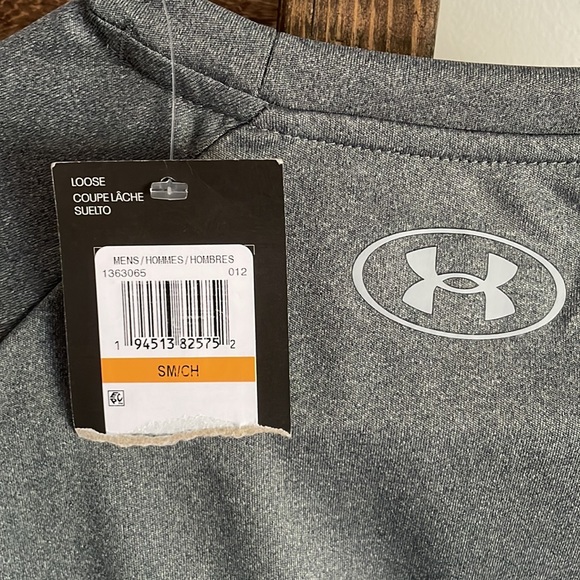 LOOSE
COUPE LÂCHE
SUELTO
MENS/HOMMES/HOMBRES
1363065 012
1 94513 82575 2
SM/CH